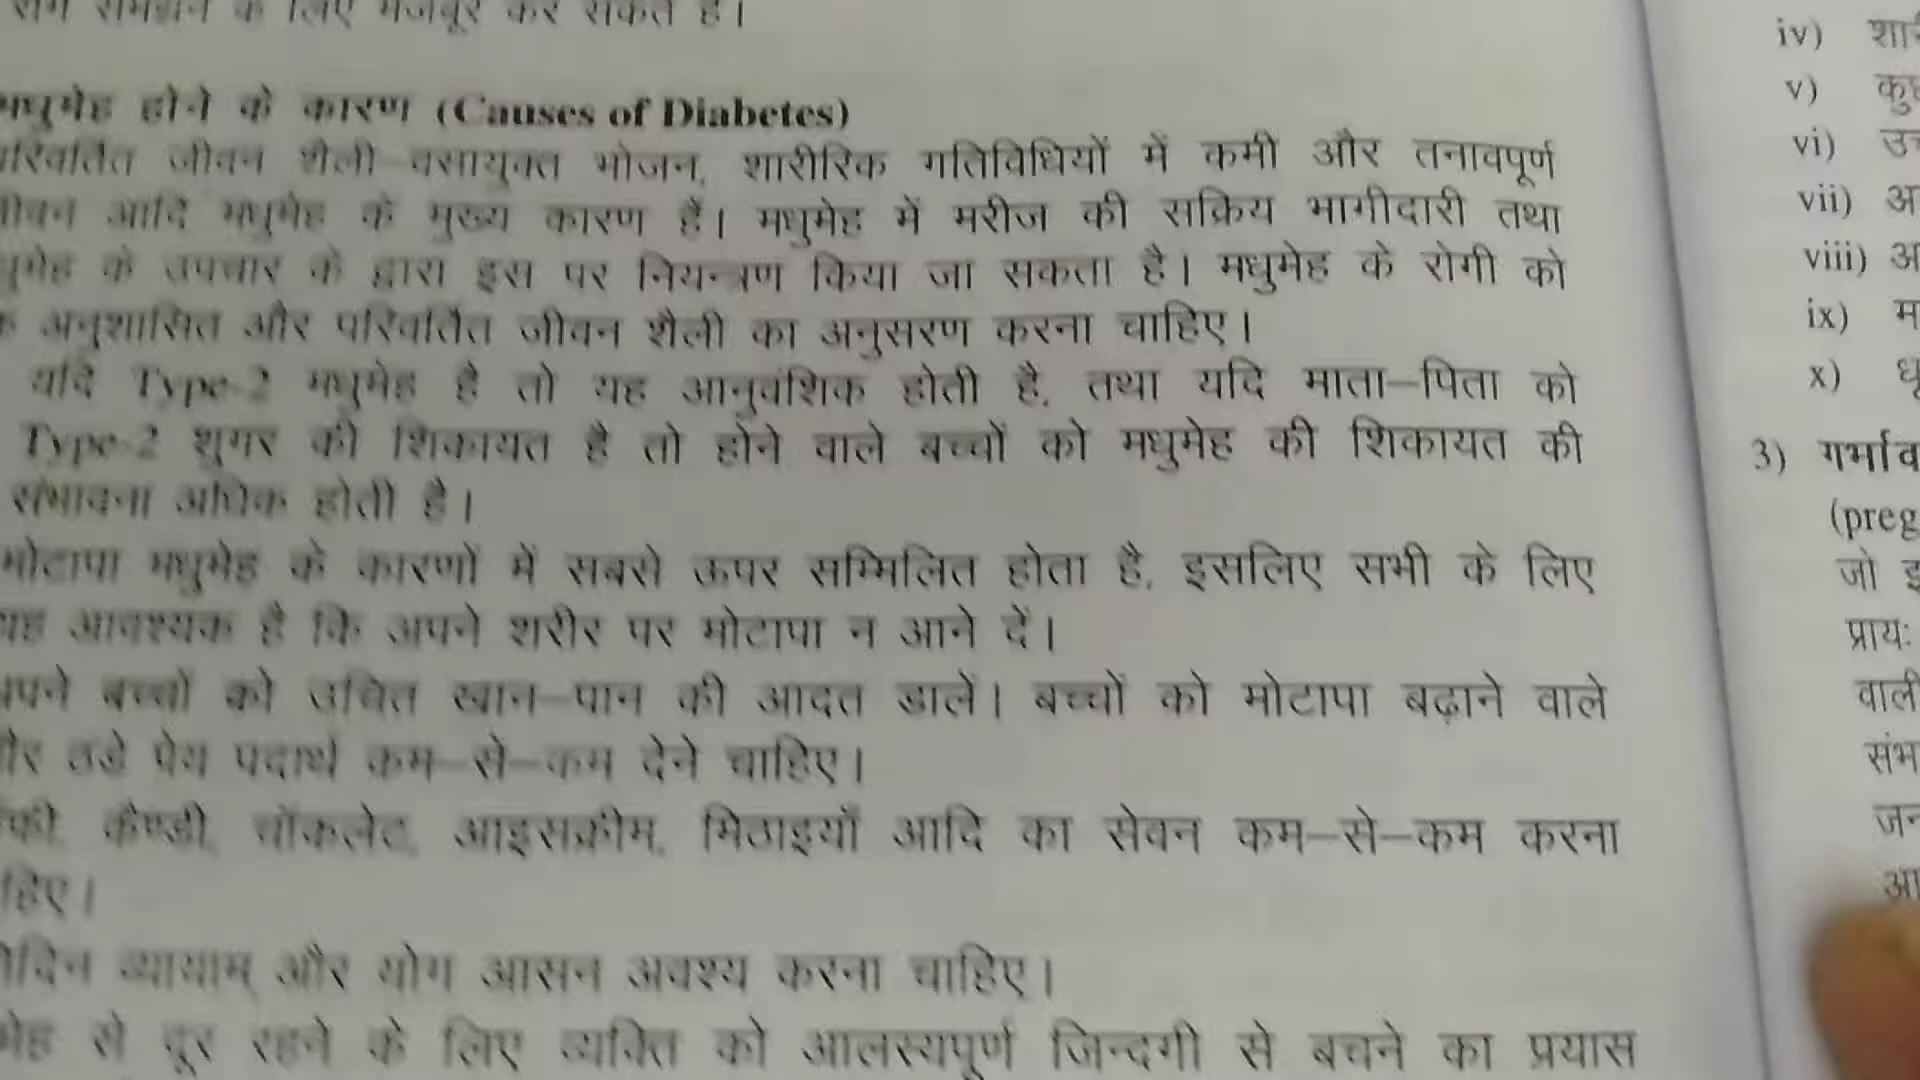 के लिए मजबूर कर सकते हैं।
मधुमेह होने के कारण (Causes of Diabetes)
परिवर्तित जीवन शैली–वसायुक्त भोजन, शारीरिक गतिविधियों में कमी और तनावपूर्ण
जीवन आदि मधुमेह के मुख्य कारण हैं। मधुमेह में मरीज की सक्रिय भागीदारी तथा
के उपचार के द्वारा इस पर नियन्त्रण किया जा सकता है। मधुमेह के रोगी को
अनुशासित और परिवर्तित जीवन शैली का अनुसरण करना चाहिए।
यदि Type-2 मधुमेह है तो यह आनुवंशिक होती है, तथा यदि माता–पिता को
Type-2 शुगर की शिकायत है तो होने वाले बच्चों को मधुमेह की शिकायत की
संभावना अधिक होती है।
मोटापा मधुमेह के कारणों में सबसे ऊपर सम्मिलित होता है, इसलिए सभी के लिए
यह आवश्यक है कि अपने शरीर पर मोटापा न आने दें।
अपने बच्चों को उचित खान–पान की आदत डालें। बच्चों को मोटापा बढ़ाने वाले
और ठंडे पेय पदार्थ कम–से–कम देने चाहिए।
कैण्डी, चॉकलेट, आइसक्रीम, मिठाइयाँ आदि का सेवन कम–से–कम करना
व्यायाम् और योग आसन अवश्य करना चाहिए।
से दूर रहने के लिए व्यक्ति को आलस्यपूर्ण जिन्दगी से बचने का प्रयास
iv)
v)
vi)
vii)
viii)
ix)
x)
3)
जो
प्रायः
वाली